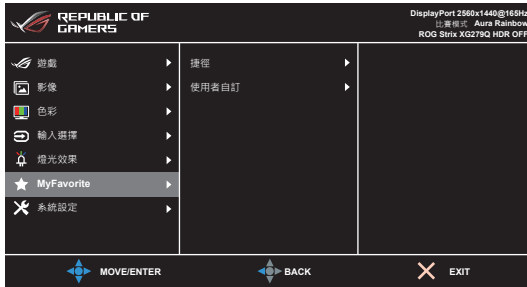 REPUBLIC OF
GAMERS
DisplayPort 2560x1440@165Hz
比賽模式 Aura Rainbow
ROG Strix XG279Q HDR OFF
遊戲
影像
色彩
輸入選擇
燈光效果
MyFavorite
系統設定
捷徑
使用者自訂
MOVE/ENTER
BACK
EXIT